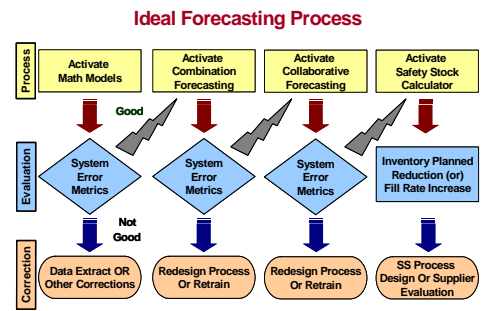 Ideal Forecasting Process
Process
Activate
Math Models
Activate
Combination
Forecasting
Activate
Collaborative
Forecasting
Activate
Safety Stock
Calculator
Good
Evaluation
System
Error
Metrics
System
Error
Metrics
System
Error
Metrics
Inventory Planned
Reduction (or)
Fill Rate Increase
Not
Good
Correction
Data Extract OR
Other Corrections
Redesign Process
Or Retrain
Redesign Process
Or Retrain
SS Process
Design Or Supplier
Evaluation